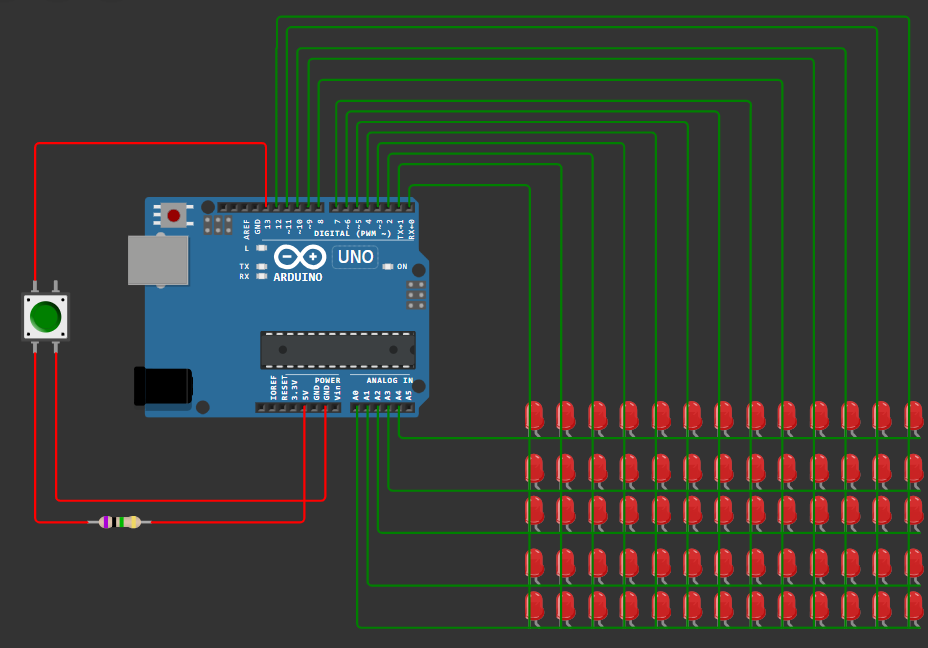 AREF
GND
13
12
~11
~10
~9
8
7
~6
~5
4
~3
2
TX→1
RX←0
DIGITAL (PWM ~)
L
TX
RX
UNO
ON
ARDUINO
IOREF
RESET
3.3V
5V
GND
GND
Vin
POWER
ANALOG IN
A0
A1
A2
A3
A4
A5